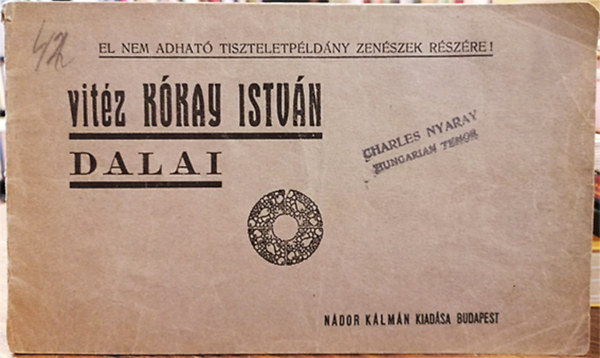 42
EL NEM ADHATÓ TISZTELETPÉLDÁNY ZENÉSZEK RÉSZÉRE!
vitéz KÓKAY ISTVÁN
DALAI
CHARLES NYARAY
HUNGARIAN TENOR
NÁDOR KÁLMÁN KIADÁSA BUDAPEST